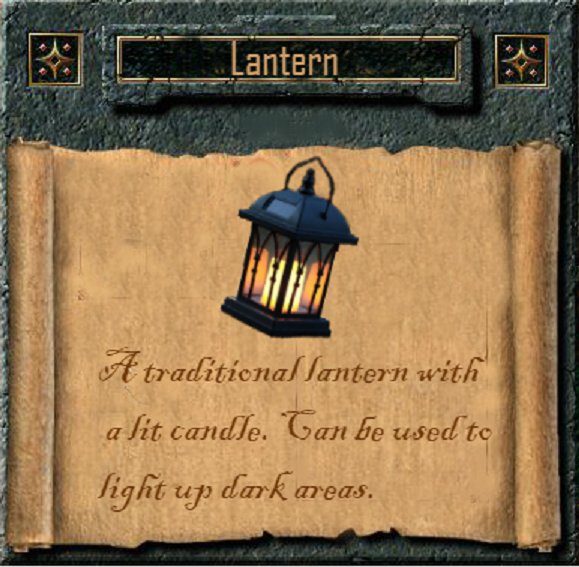 Lantern
A traditional lantern with
a lit candle. Can be used to
light up dark areas.